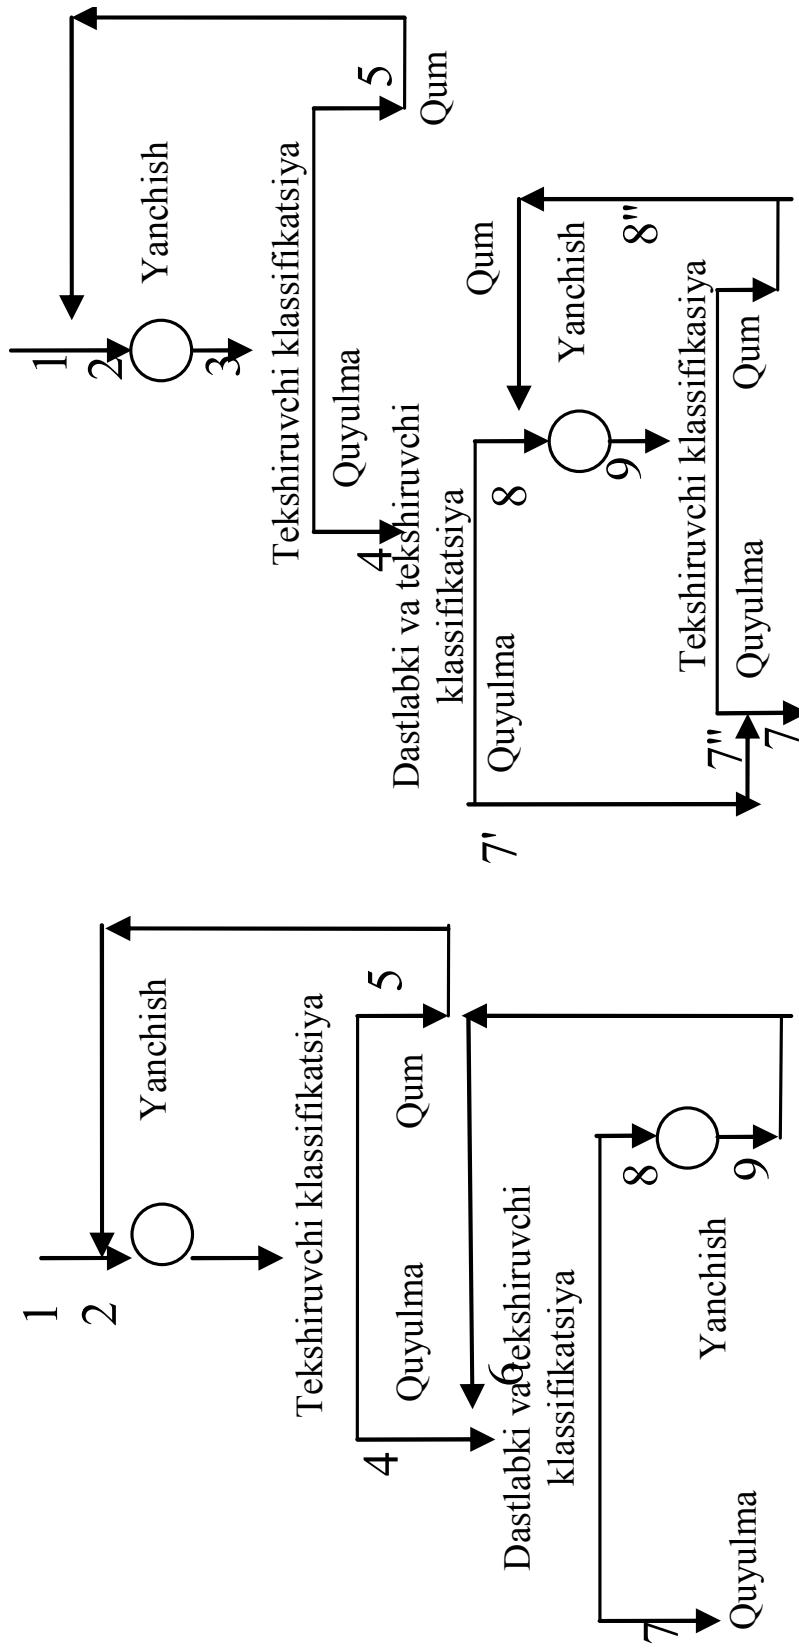 1
2
Yanchish
Tekshiruvchi klassifikatsiya
4
5
Quyulma
Qum
6
Dastlabki va tekshiruvchi
klassifikatsiya
8
7
Yanchish
9
Quyulma
1
2
Yanchish
3
Tekshiruvchi klassifikatsiya
Quyulma
4
5
Qum
Dastlabki va tekshiruvchi
klassifikatsiya
Qum
7'
Quyulma
8
Yanchish
9
8"
Tekshiruvchi klassifikasiya
7"
Quyulma
Qum
7